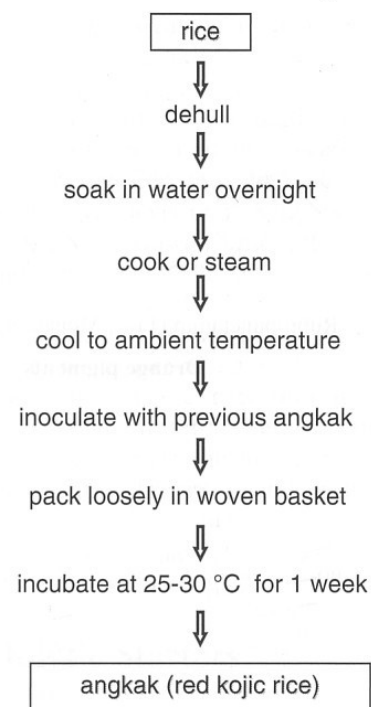 rice
dehull
soak in water overnight
cook or steam
cool to ambient temperature
inoculate with previous angkak
pack loosely in woven basket
incubate at 25-30 °C for 1 week
angkak (red kojic rice)